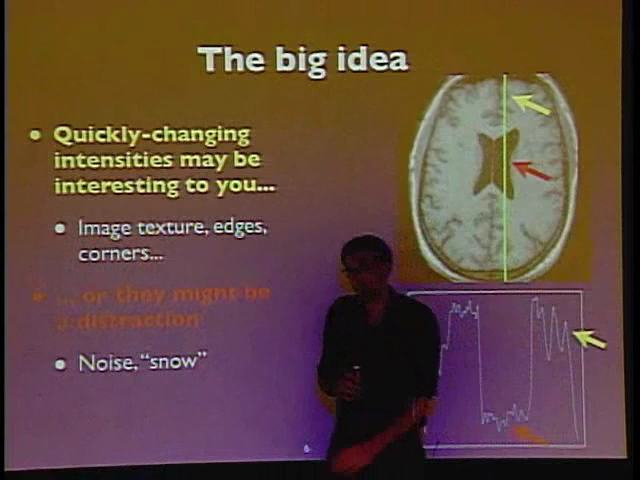 The big idea
• Quickly-changing
intensities may be
interesting to you...
• Image texture, edges,
corners...
• ... or they might be
a distraction
• Noise, "snow"